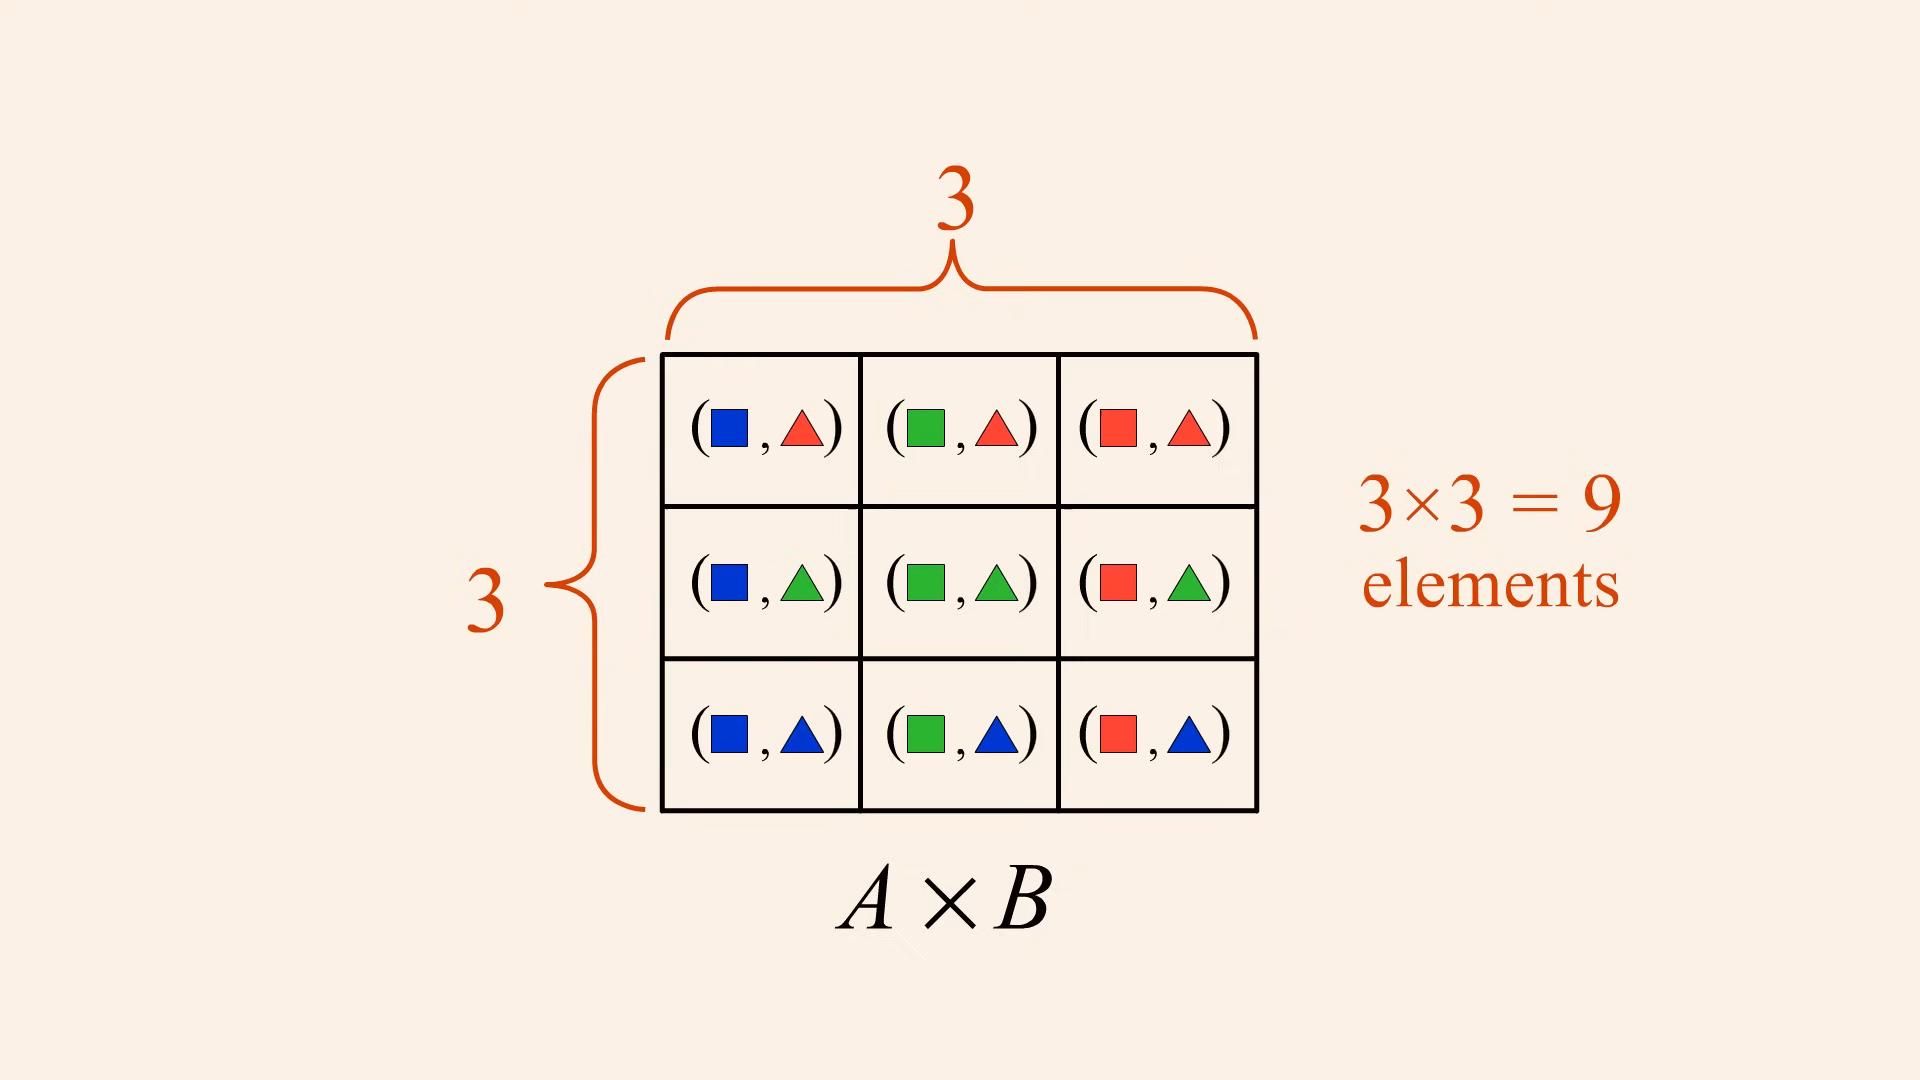 3
3
( , ) ( , ) ( , )
( , ) ( , ) ( , )
( , ) ( , ) ( , )
3×3 = 9
elements
A × B